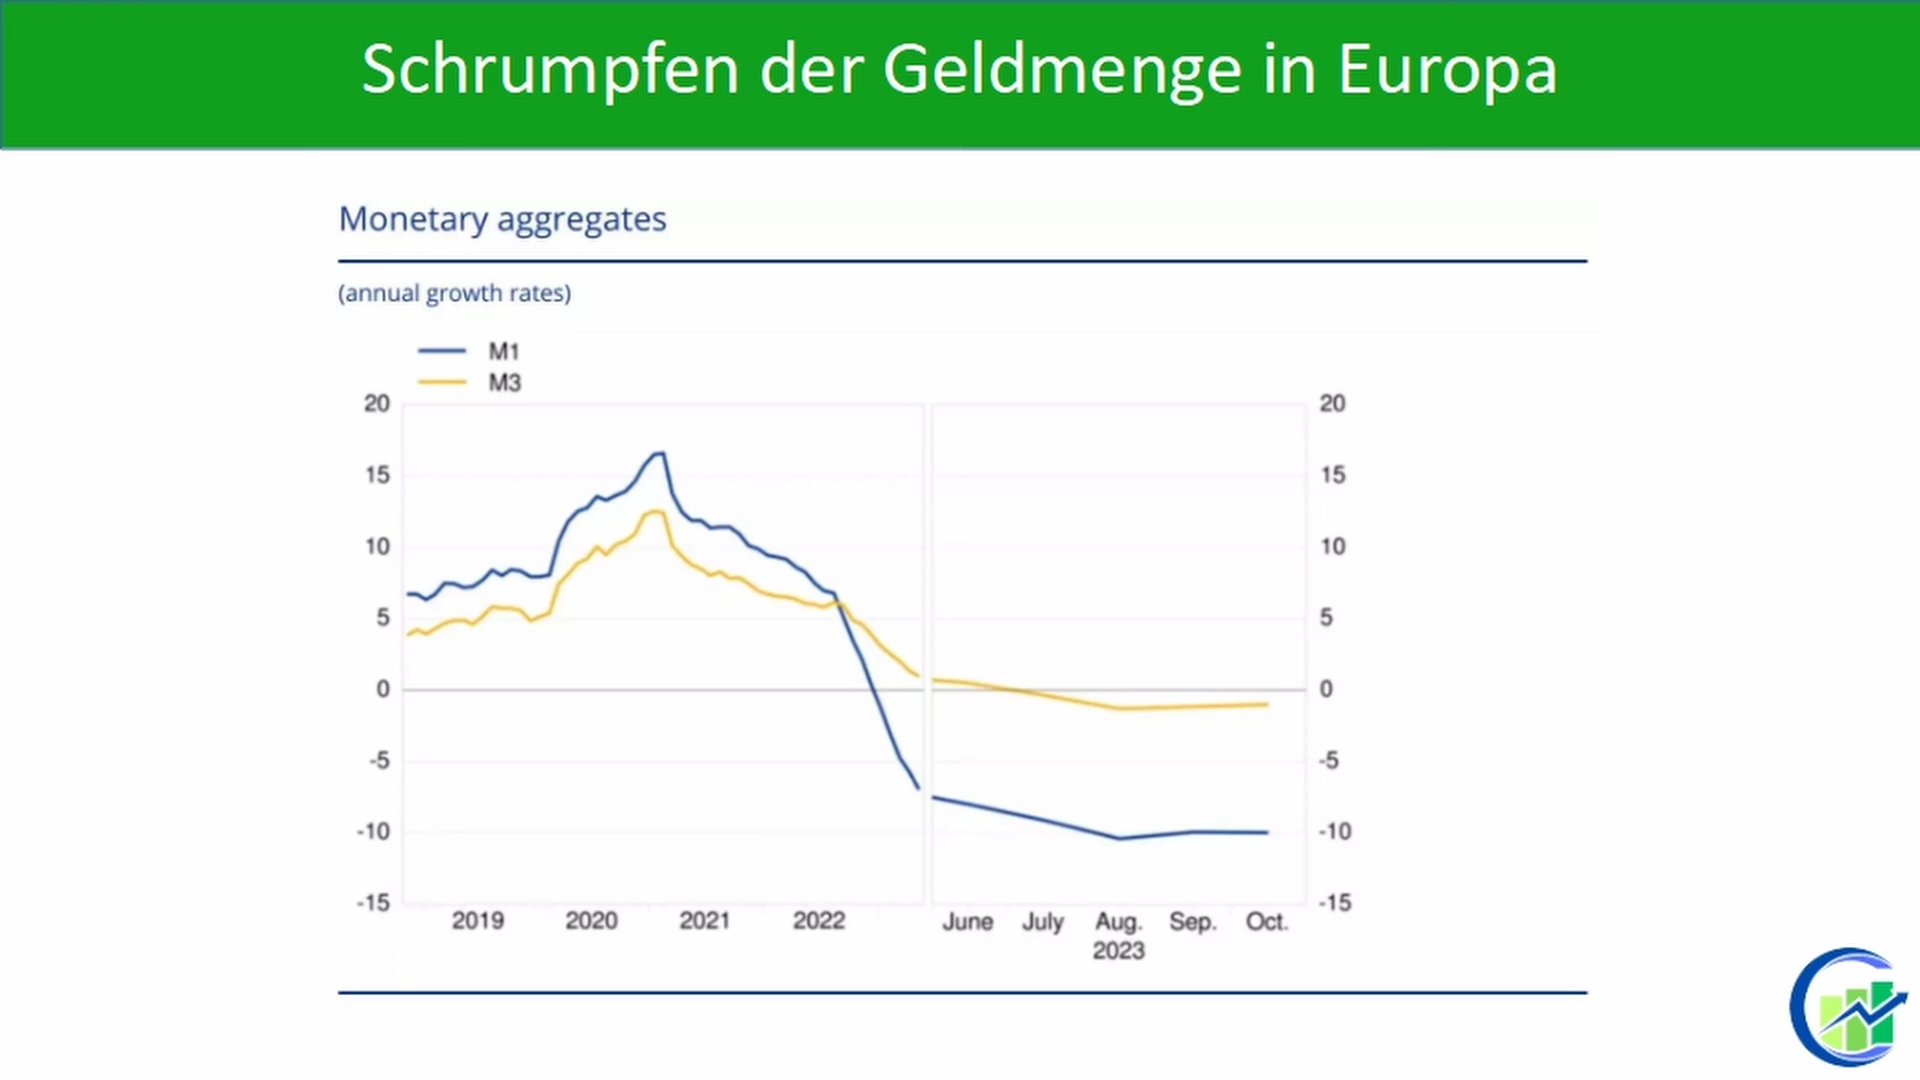 Schrumpfen der Geldmenge in Europa
Monetary aggregates
(annual growth rates)
M1
M3
20 20
15 15
10 10
5 5
0 0
-5 -5
-10 -10
-15 -15
2019 2020 2021 2022 June July Aug. Sep. Oct.
2023